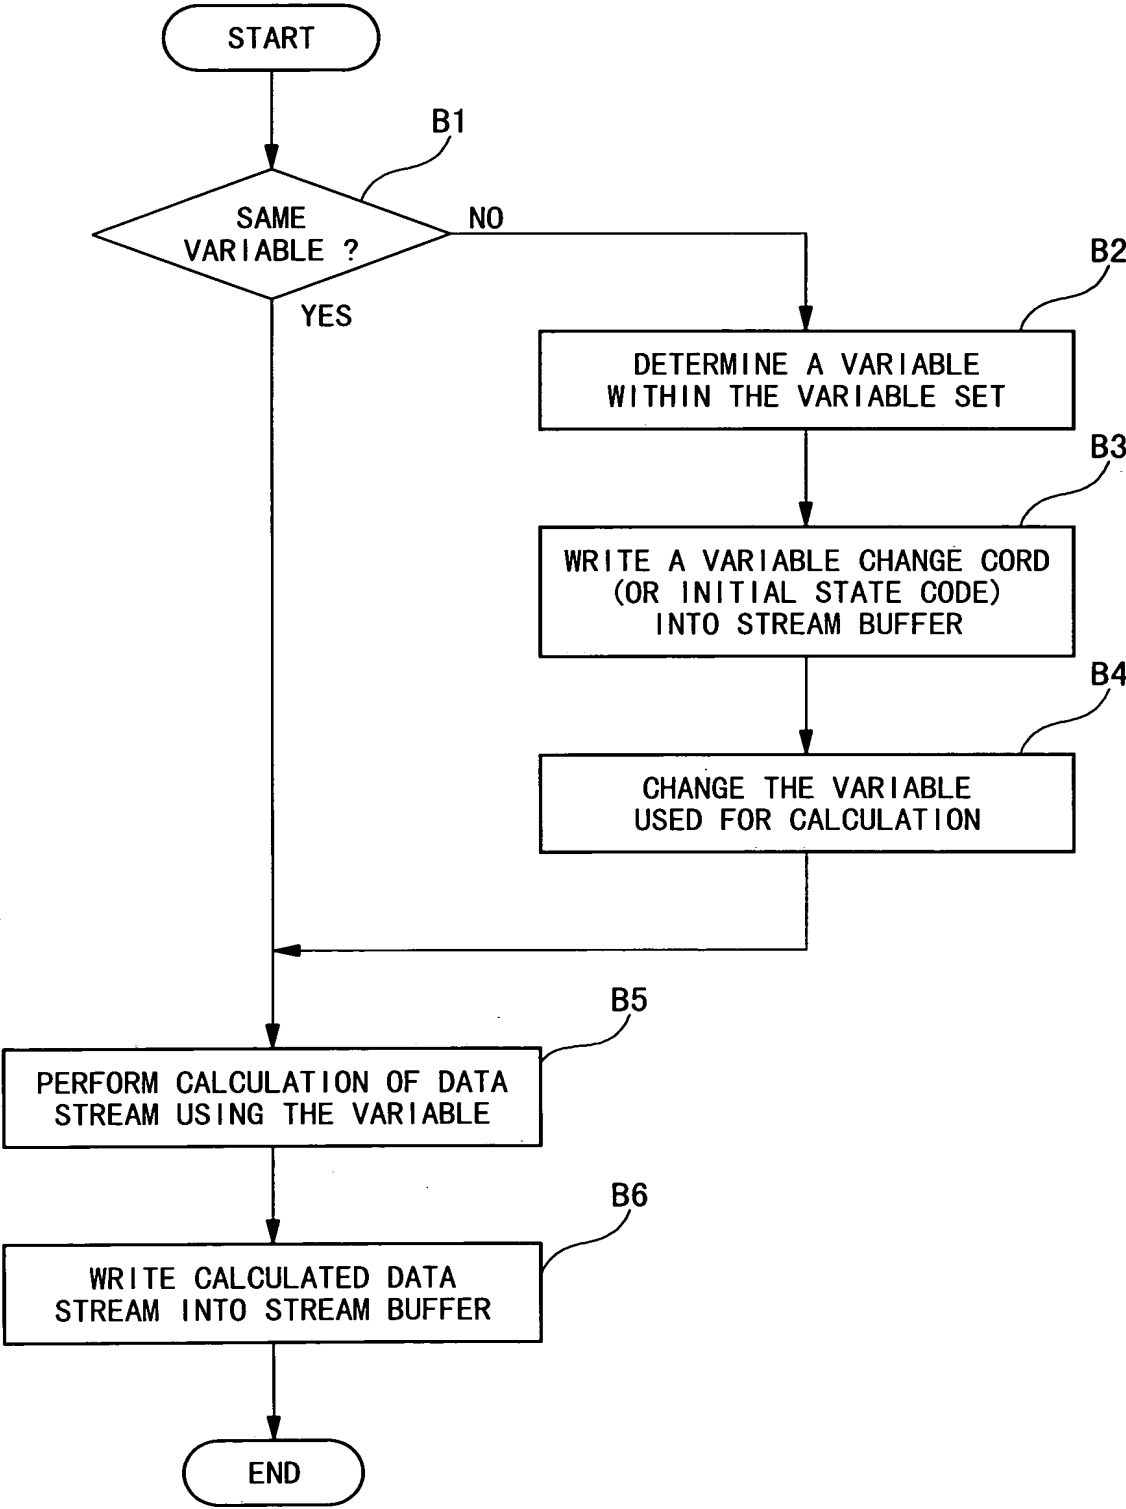 START
B1
SAME
VARIABLE ?
NO
YES
B2
DETERMINE A VARIABLE
WITHIN THE VARIABLE SET
B3
WRITE A VARIABLE CHANGE CORD
(OR INITIAL STATE CODE)
INTO STREAM BUFFER
B4
CHANGE THE VARIABLE
USED FOR CALCULATION
B5
PERFORM CALCULATION OF DATA
STREAM USING THE VARIABLE
B6
WRITE CALCULATED DATA
STREAM INTO STREAM BUFFER
END